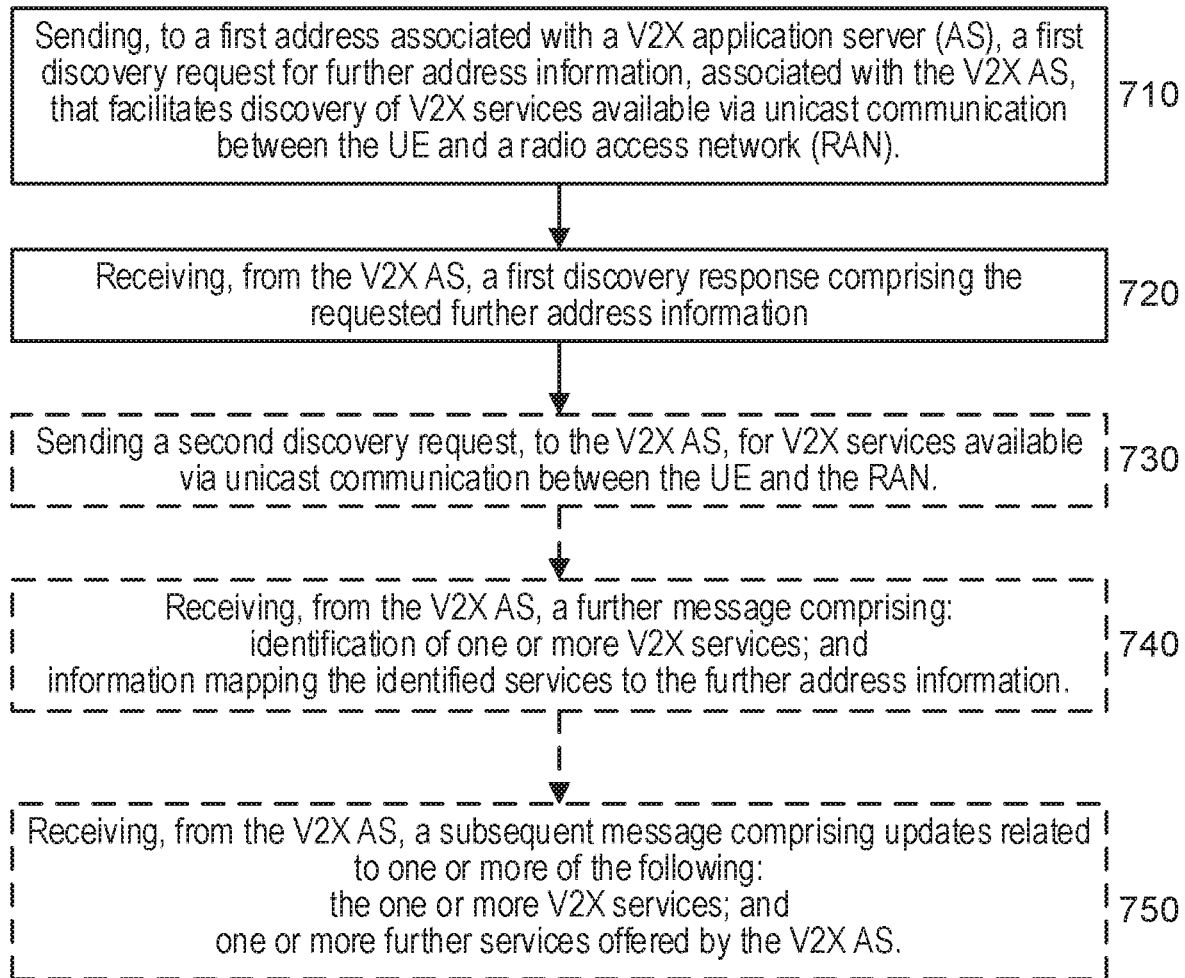 Sending, to a first address associated with a V2X application server (AS), a first
discovery request for further address information, associated with the V2X AS,
that facilitates discovery of V2X services available via unicast communication
between the UE and a radio access network (RAN).
710
Receiving, from the V2X AS, a first discovery response comprising the
requested further address information
720
Sending a second discovery request, to the V2X AS, for V2X services available
via unicast communication between the UE and the RAN.
730
Receiving, from the V2X AS, a further message comprising:
identification of one or more V2X services; and
information mapping the identified services to the further address information.
740
Receiving, from the V2X AS, a subsequent message comprising updates related
to one or more of the following:
the one or more V2X services; and
one or more further services offered by the V2X AS.
750